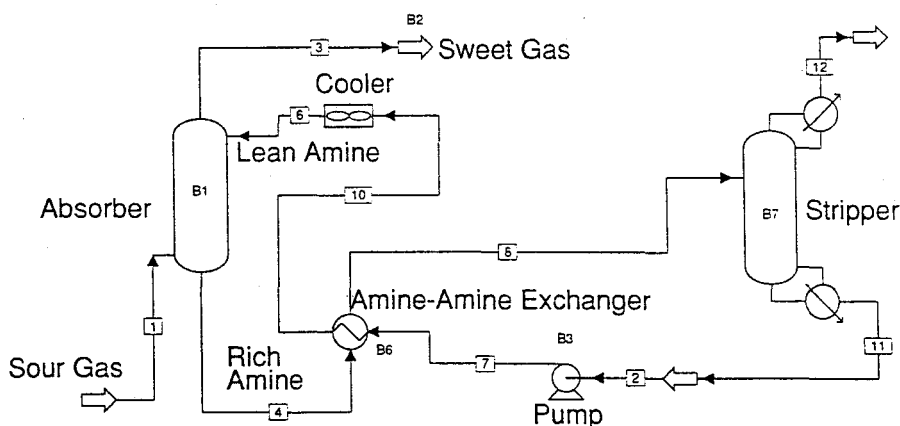 B2
3
Sweet Gas
12
Cooler
6
Lean Amine
B1
10
B7
Absorber
Stripper
8
Amine-Amine Exchanger
1
B6
B3
11
Sour Gas
Rich
Amine
7
2
4
Pump